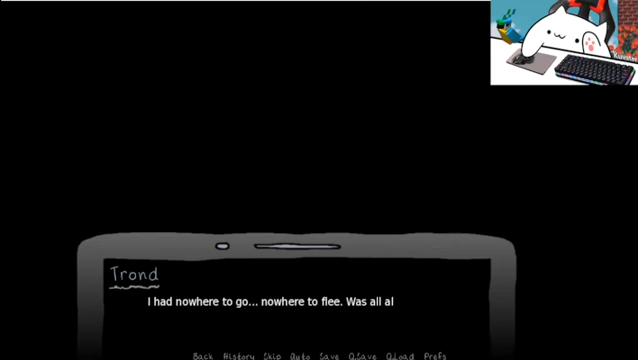 Trond
I had nowhere to go... nowhere to flee. Was all al
Back History Skip Auto Save Q.Save Q.Load Prefs